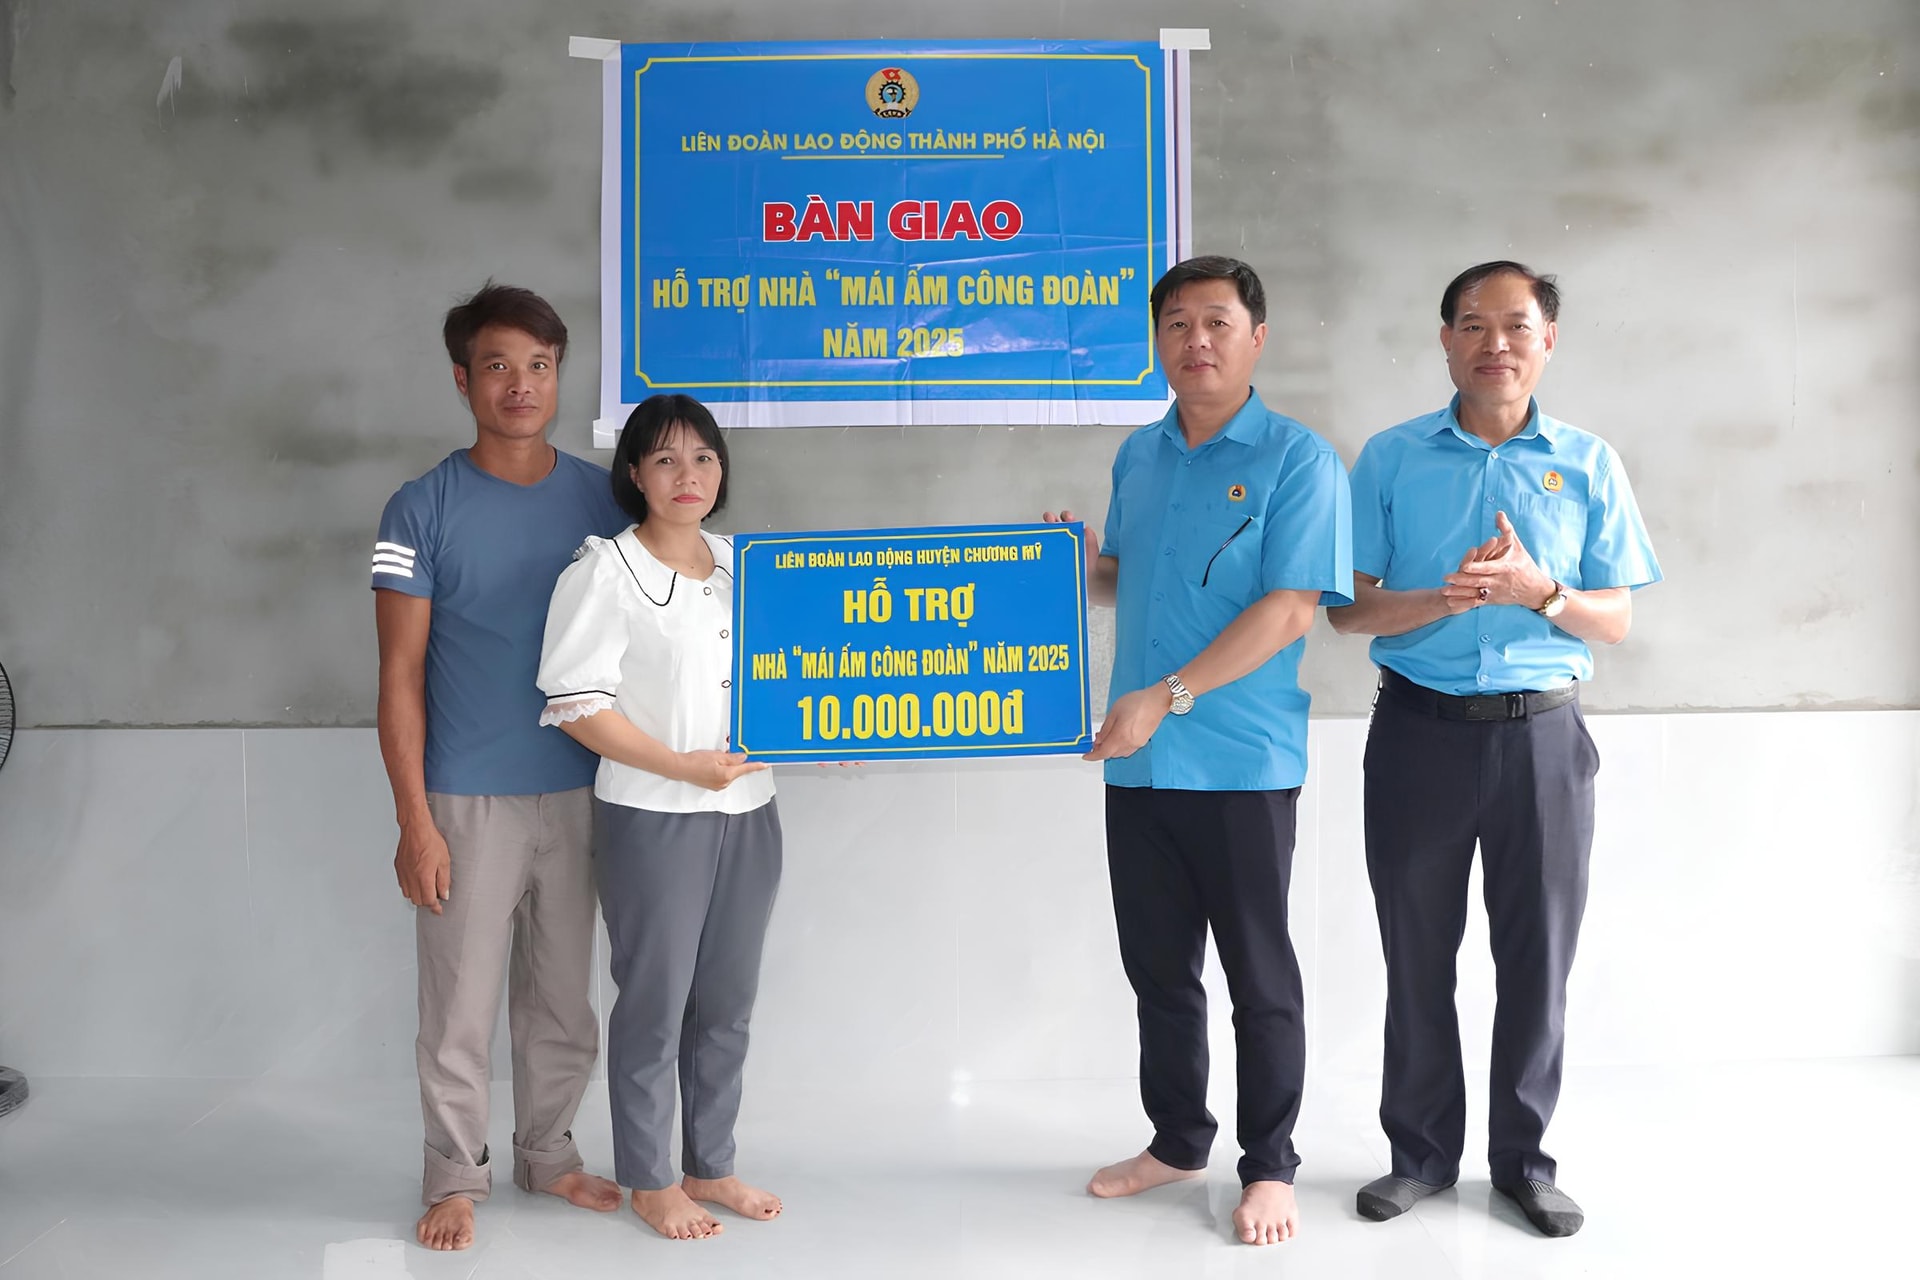 LIÊN ĐOÀN LAO ĐỘNG THÀNH PHỐ HÀ NỘI
BÀN GIAO
HỖ TRỢ NHÀ “MÁI ẤM CÔNG ĐOÀN”
NĂM 2025
LIÊN ĐOÀN LAO ĐỘNG HUYỆN CHƯƠNG MỸ
HỖ TRỢ
NHÀ “MÁI ẤM CÔNG ĐOÀN” NĂM 2025
10.000.000đ